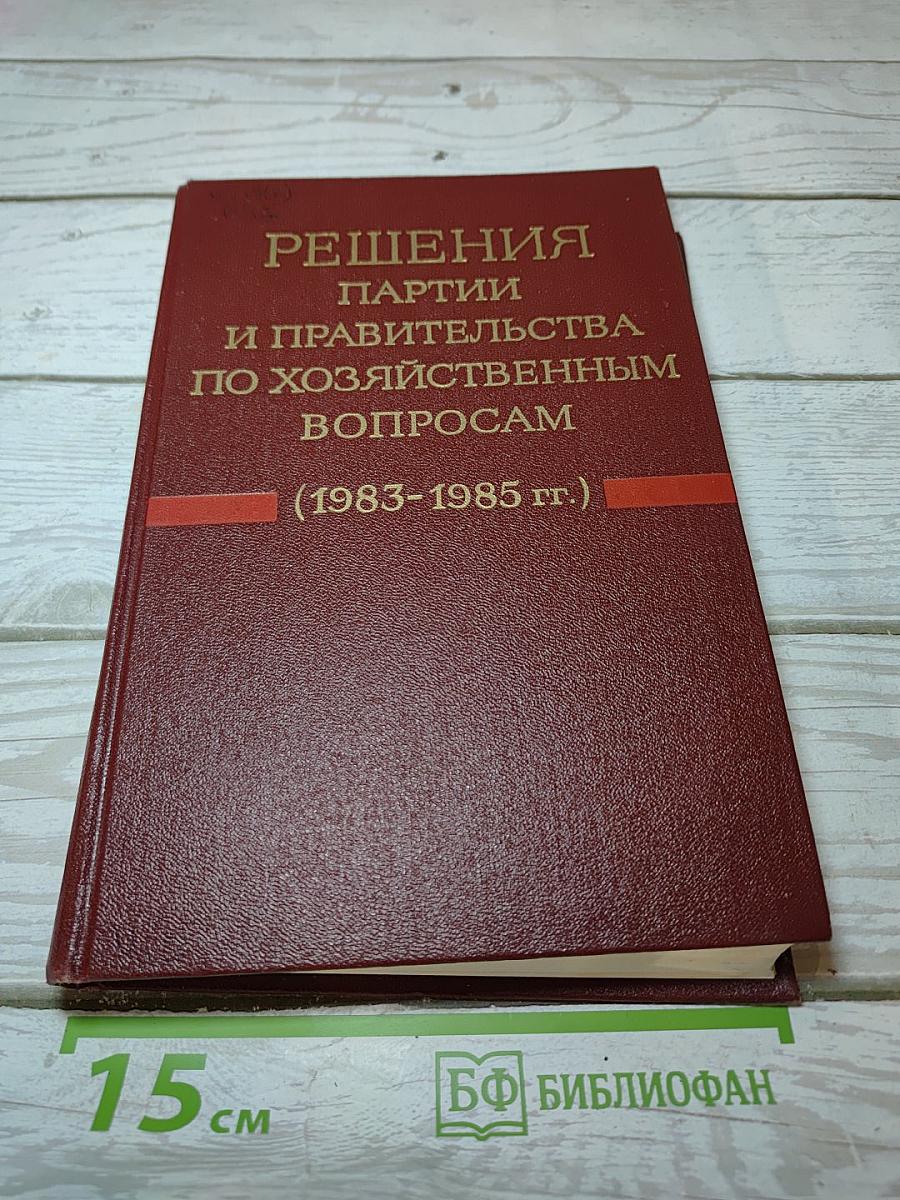 РЕШЕНИЯ
ПАРТИИ
И ПРАВИТЕЛЬСТВА
ПО ХОЗЯЙСТВЕННЫМ
ВОПРОСАМ
(1983-1985 гг.)
15 см
БФ БИБЛИОФАН